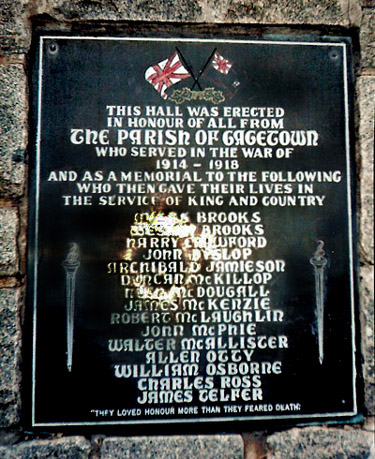 THIS HALL WAS ERECTED
IN HONOUR OF ALL FROM
THE PARISH OF GAGETOWN
WHO SERVED IN THE WAR OF
1914 - 1918
AND AS A MEMORIAL TO THE FOLLOWING
WHO THEN GAVE THEIR LIVES IN
THE SERVICE OF KING AND COUNTRY
BROOKS
BROOKS
HARRY CRAWFORD
JOHN DYSLOP
ARCHIBALD JAMIESON
DUNCAN McKILLOP
McDOUGALL
JAMES McKENZIE
ROBERT McLAUGHLIN
JOHN McPHIE
WALTER McALLISTER
ALLEN OTTY
WILLIAM OSBORNE
CHARLES ROSS
JAMES TELFER
"THEY LOVED HONOUR MORE THAN THEY FEARED DEATH."